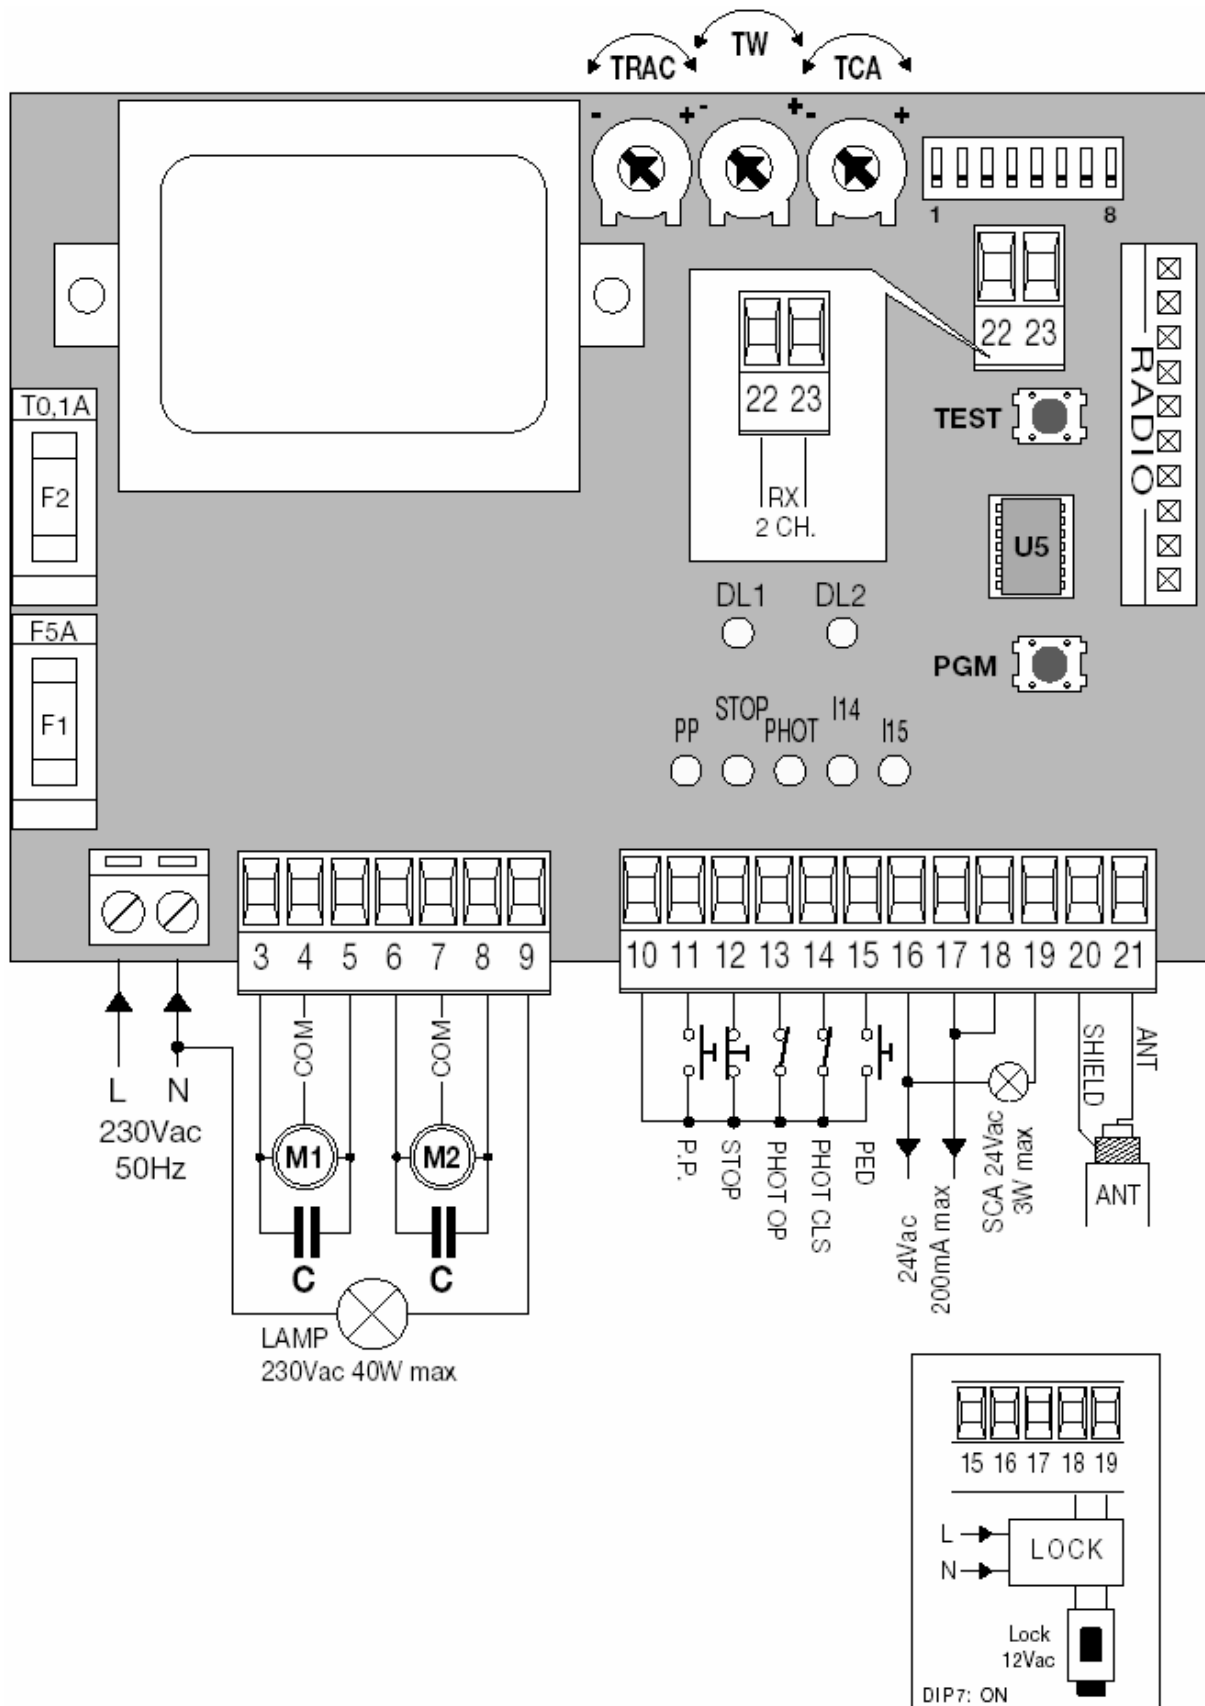 TRAC TW TCA
- + - + - +
1 8
22 23
22 23
RX
2 CH.
TEST
RADIO
U5
PGM
T0,1A
F2
F5A
F1
DL1 DL2
PP STOP PHOT I14 I15
3 4 5 6 7 8 9
10 11 12 13 14 15 16 17 18 19 20 21
L N
230Vac
50Hz
COM COM
M1 M2
C C
LAMP
230Vac 40W max
P.P.
STOP
PHOT OP
PHOT CLS
PED
24Vac
200mA max
SCA 24Vac
3W max
SHIELD
ANT
ANT
15 16 17 18 19
L
N
LOCK
Lock
12Vac
DIP7: ON